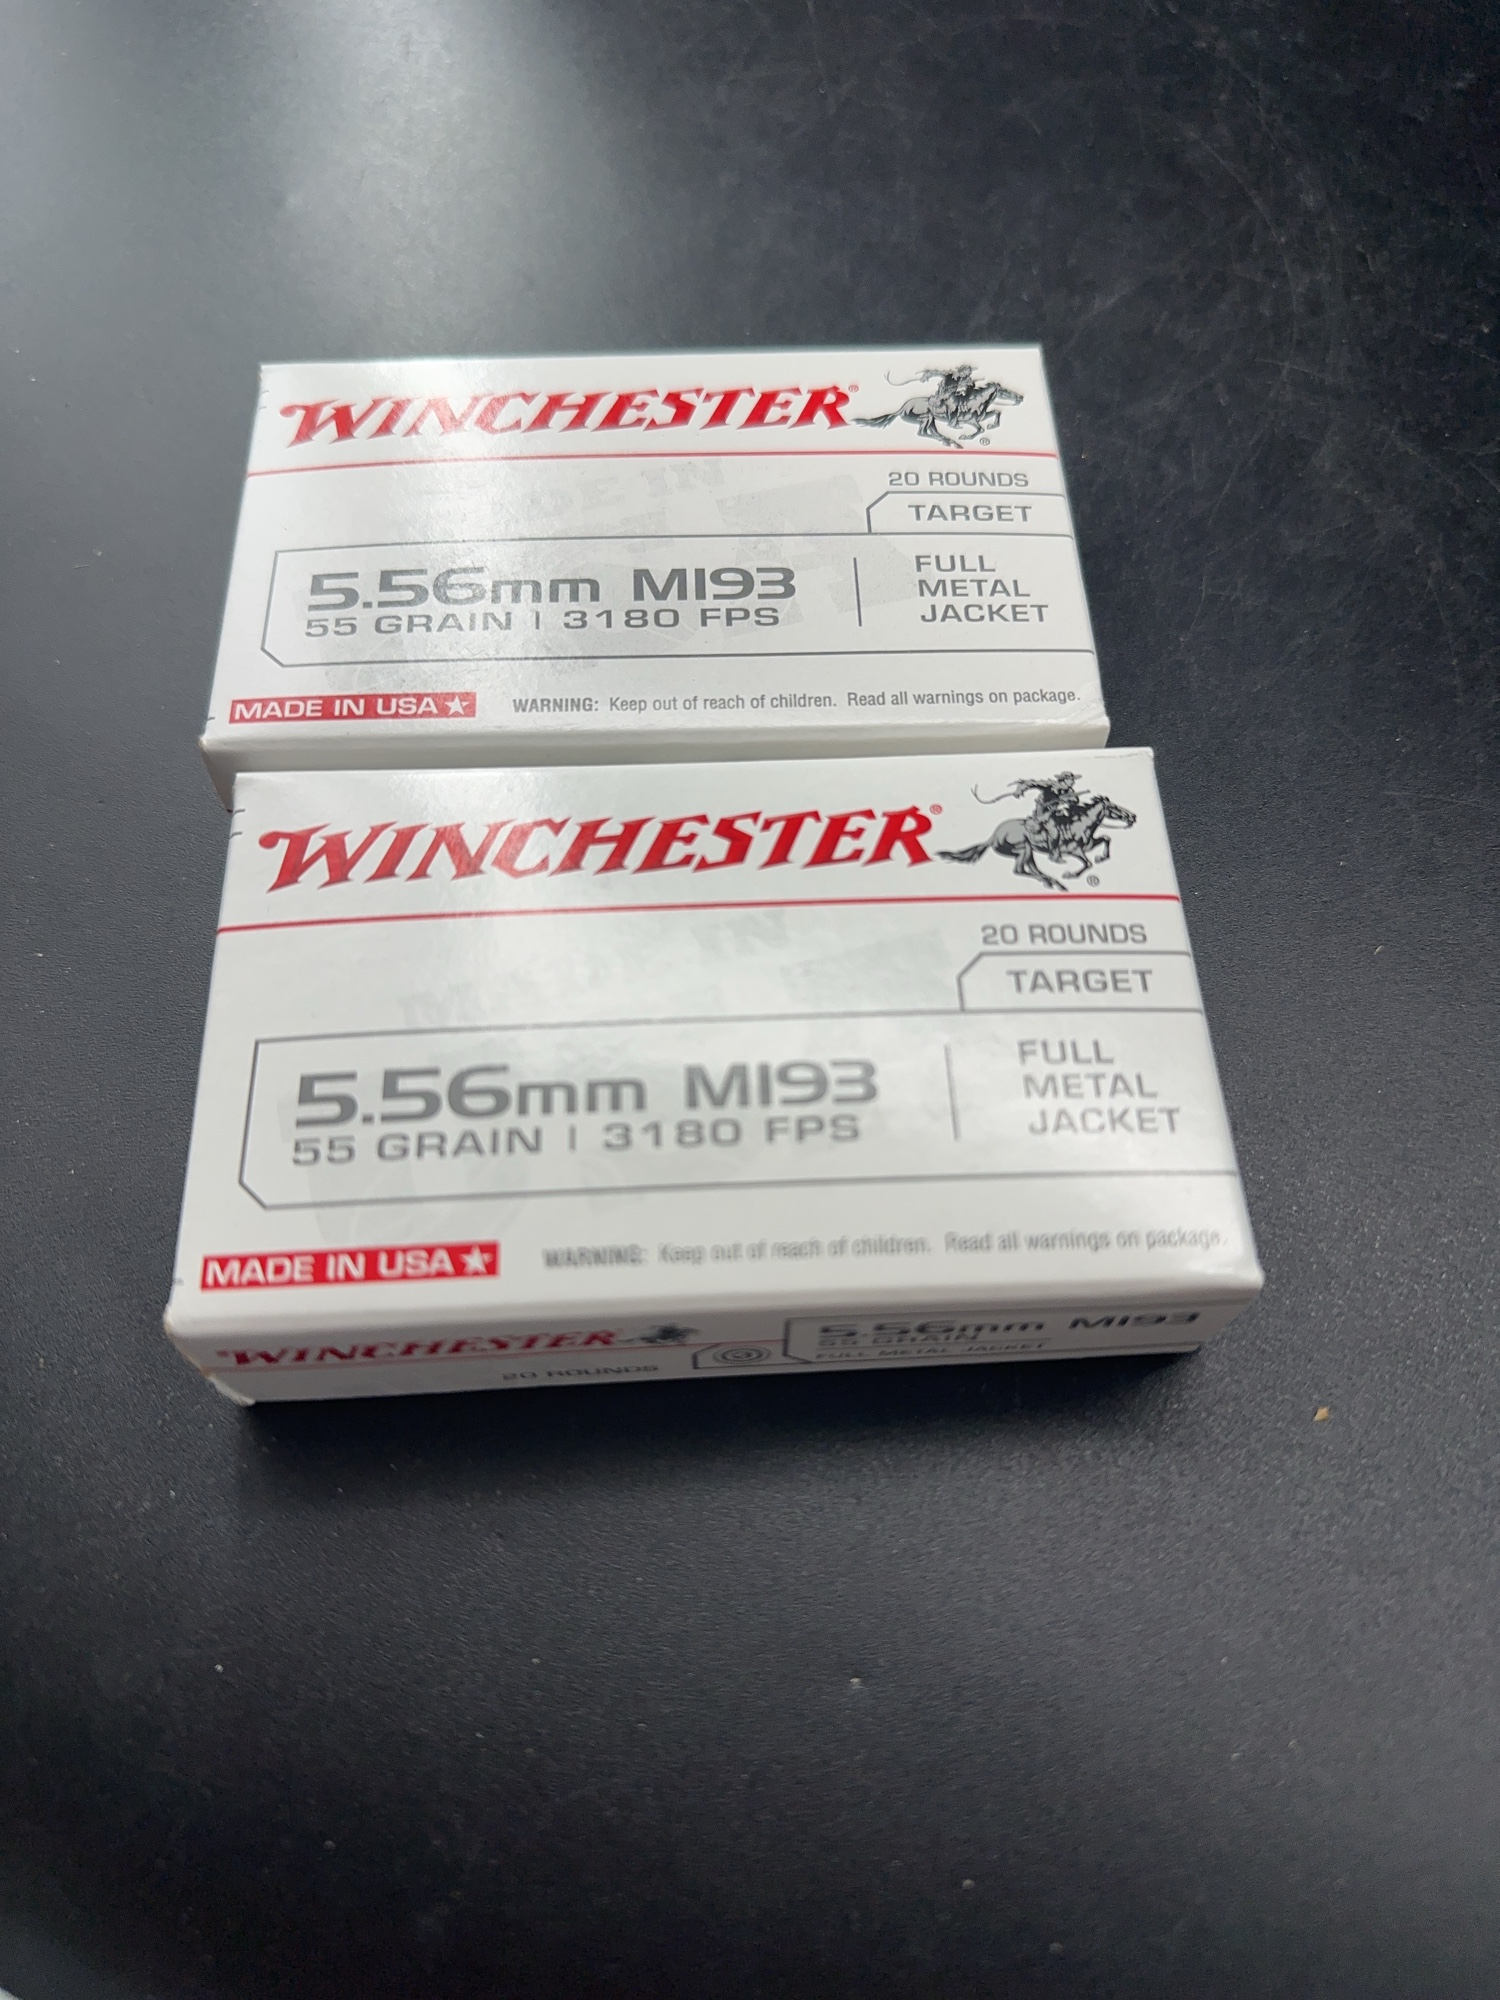 WINCHESTER®
®
20 ROUNDS
TARGET
5.56mm M193
55 GRAIN | 3180 FPS
FULL
METAL
JACKET
MADE IN USA
WARNING: Keep out of reach of children. Read all warnings on package.
WINCHESTER®
®
20 ROUNDS
TARGET
5.56mm M193
55 GRAIN | 3180 FPS
FULL
METAL
JACKET
MADE IN USA
WARNING: Keep out of reach of children. Read all warnings on package.
WINCHESTER
20 ROUNDS
5.56mm M193
55 GRAIN
FULL METAL JACKET